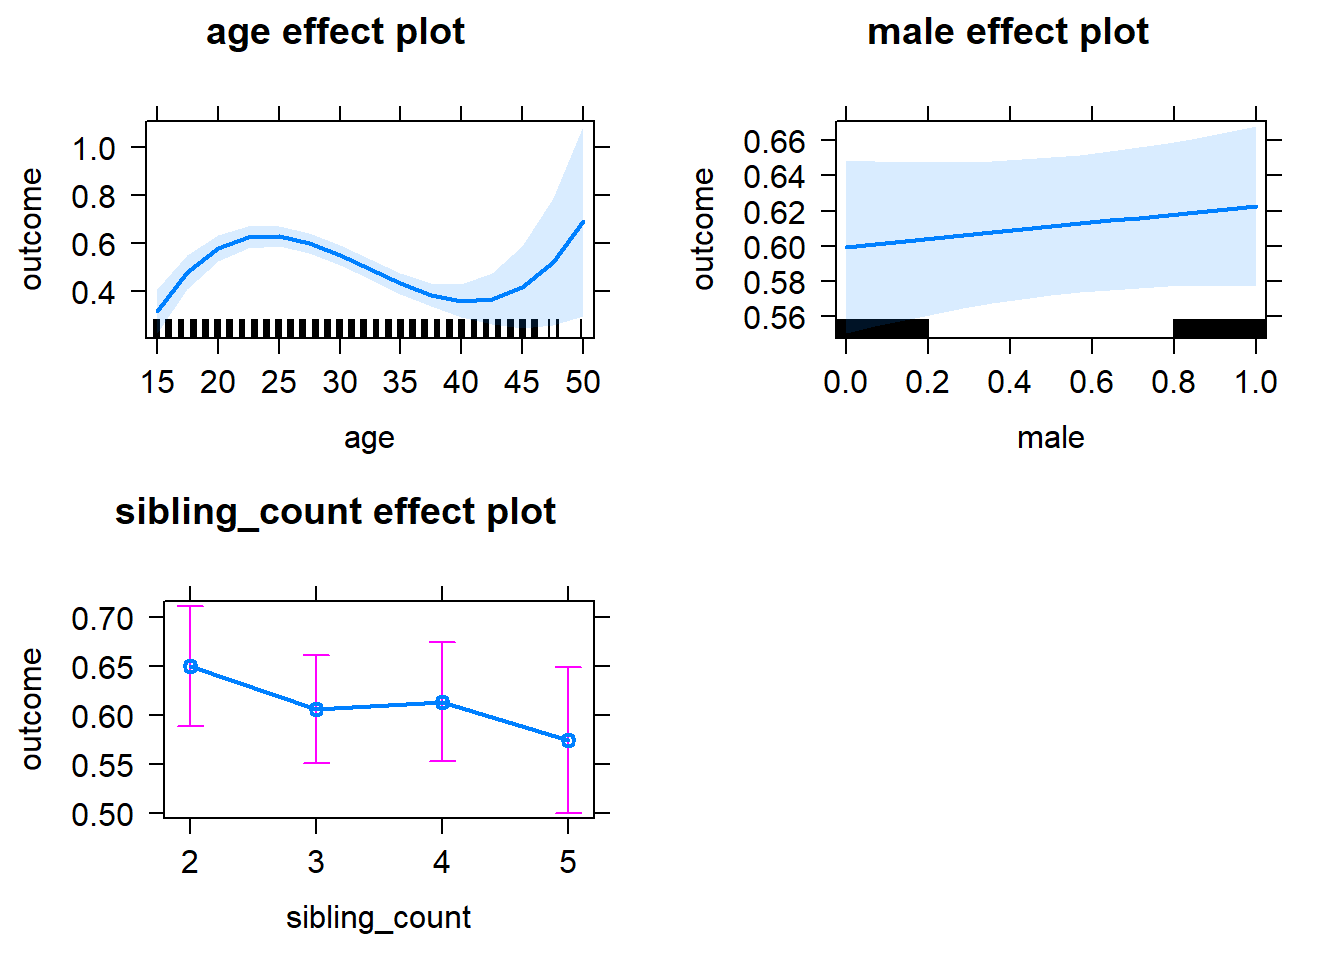 age effect plot
outcome
1.0
0.8
0.6
0.4
15 20 25 30 35 40 45 50
age
male effect plot
outcome
0.66
0.64
0.62
0.60
0.58
0.56
0.0 0.2 0.4 0.6 0.8 1.0
male
sibling_count effect plot
outcome
0.70
0.65
0.60
0.55
0.50
2 3 4 5
sibling_count